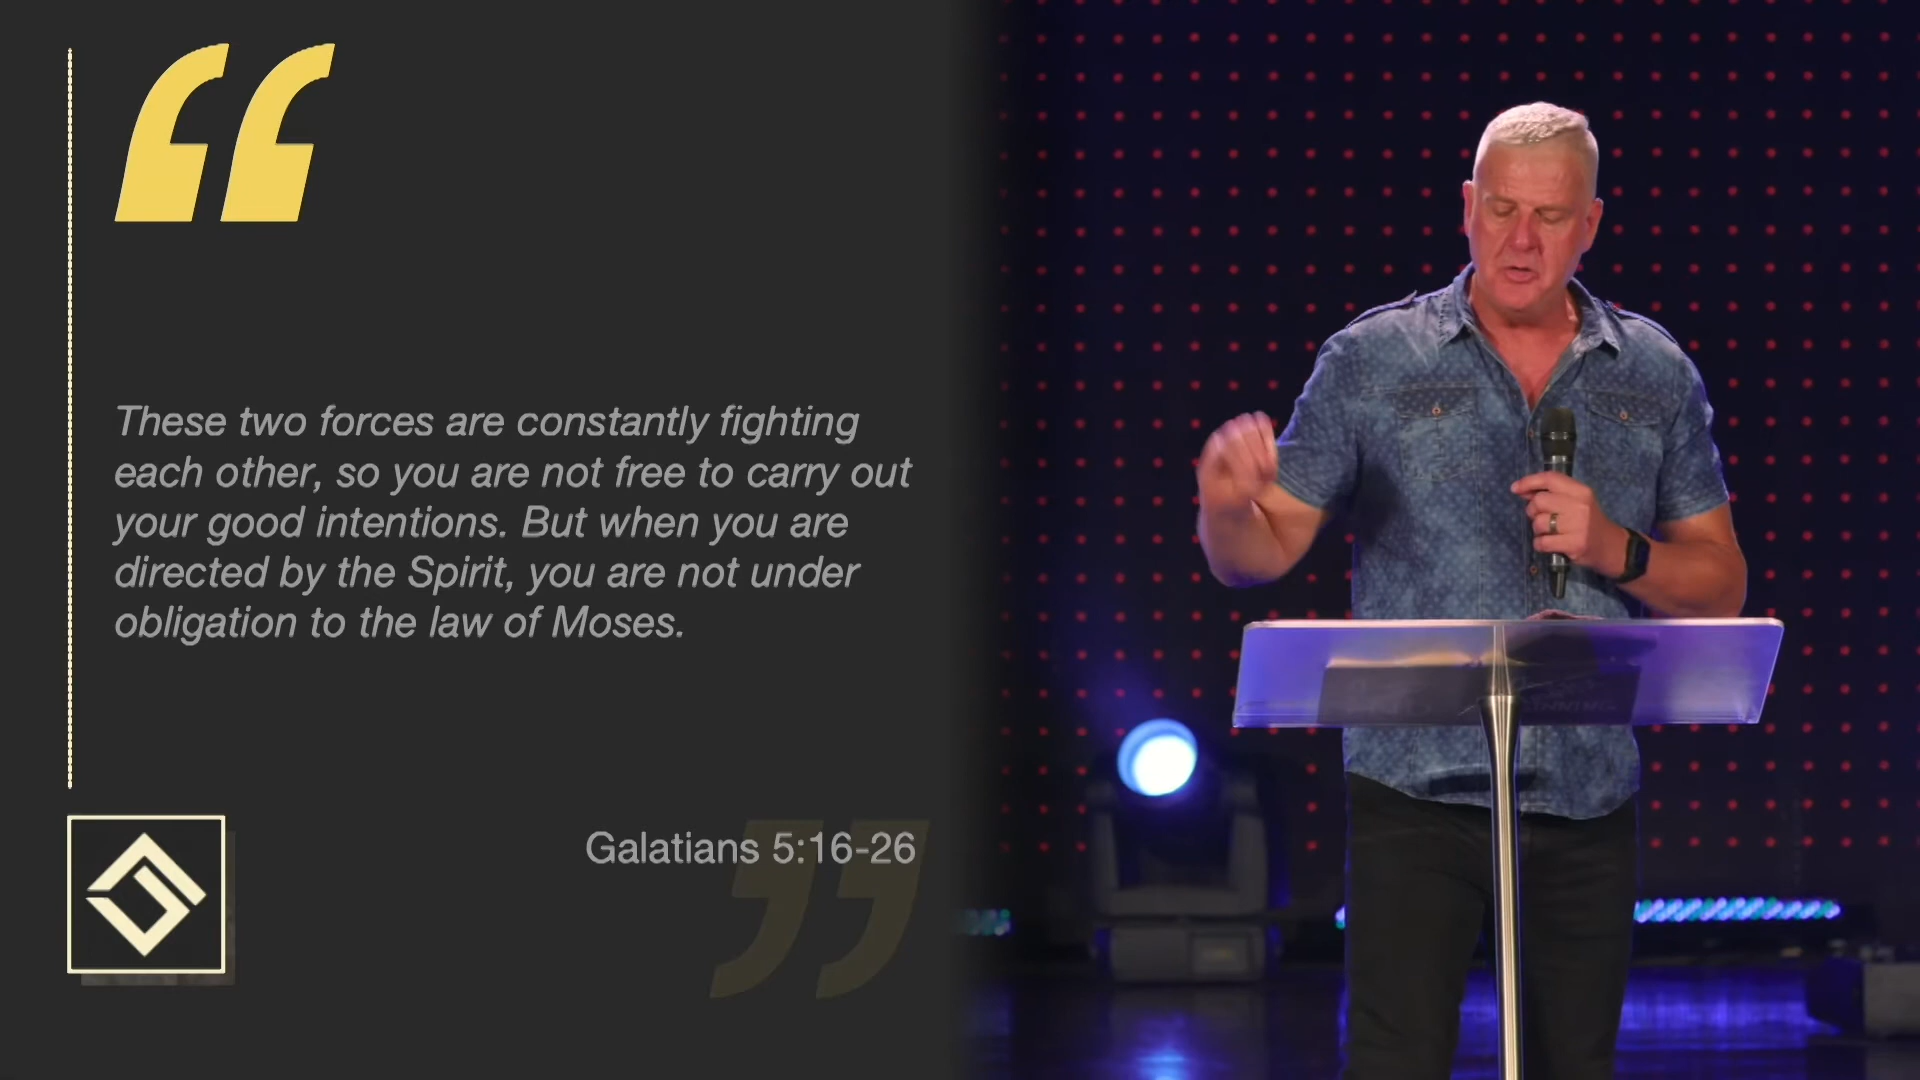 These two forces are constantly fighting
each other, so you are not free to carry out
your good intentions. But when you are
directed by the Spirit, you are not under
obligation to the law of Moses.
Galatians 5:16-26